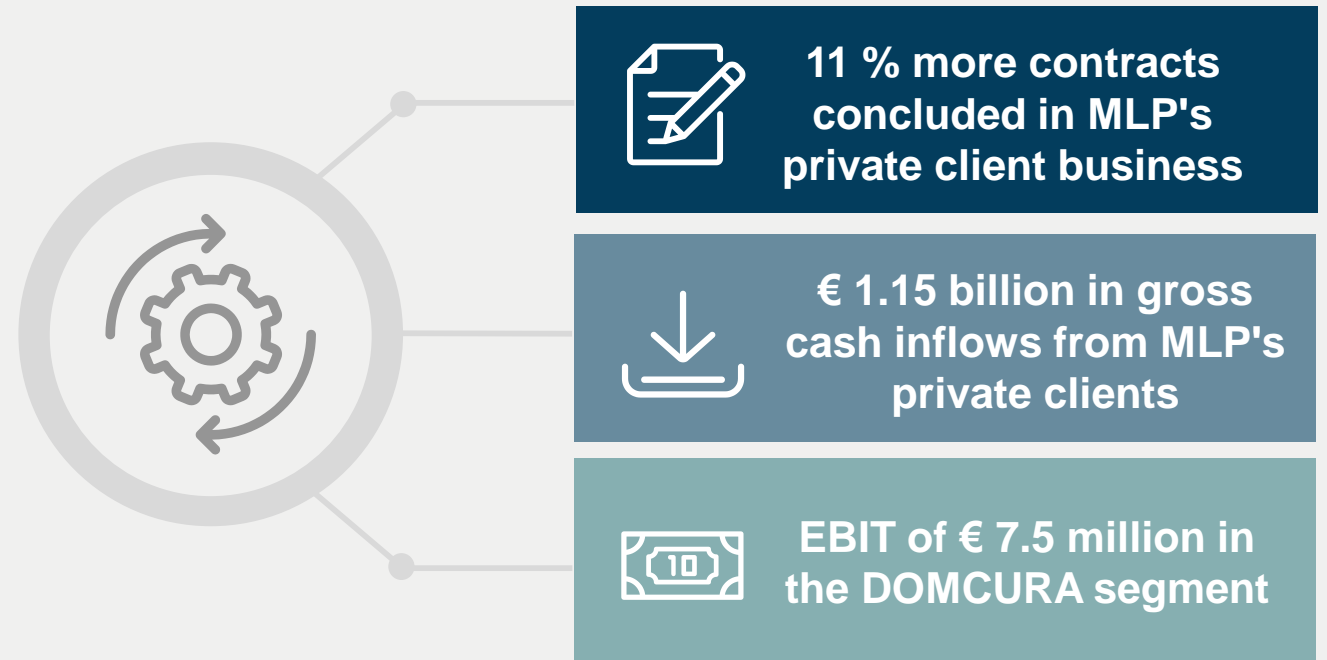 11 % more contracts
concluded in MLP's
private client business
€ 1.15 billion in gross
cash inflows from MLP's
private clients
10
EBIT of € 7.5 million in
the DOMCURA segment